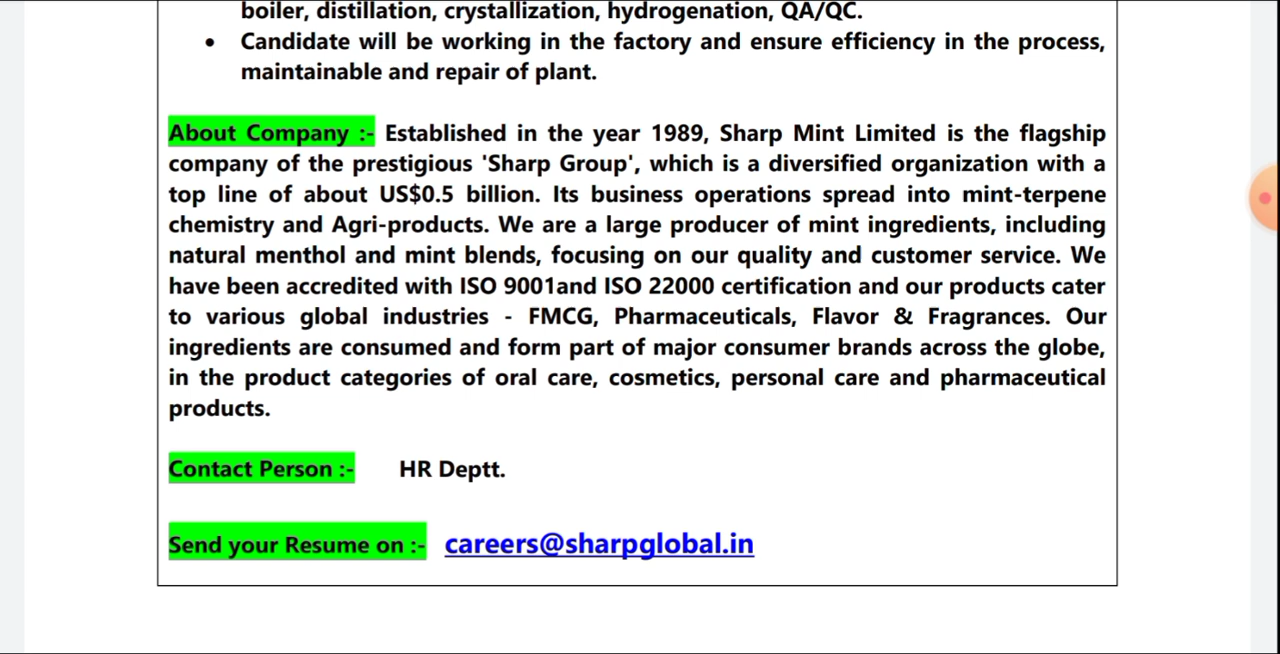 boiler, distillation, crystallization, hydrogenation, QA/QC.
• Candidate will be working in the factory and ensure efficiency in the process,
maintainable and repair of plant.
About Company :- Established in the year 1989, Sharp Mint Limited is the flagship
company of the prestigious 'Sharp Group', which is a diversified organization with a
top line of about US$0.5 billion. Its business operations spread into mint-terpene
chemistry and Agri-products. We are a large producer of mint ingredients, including
natural menthol and mint blends, focusing on our quality and customer service. We
have been accredited with ISO 9001and ISO 22000 certification and our products cater
to various global industries - FMCG, Pharmaceuticals, Flavor & Fragrances. Our
ingredients are consumed and form part of major consumer brands across the globe,
in the product categories of oral care, cosmetics, personal care and pharmaceutical
products.
Contact Person :- HR Deptt.
Send your Resume on :- careers@sharpglobal.in